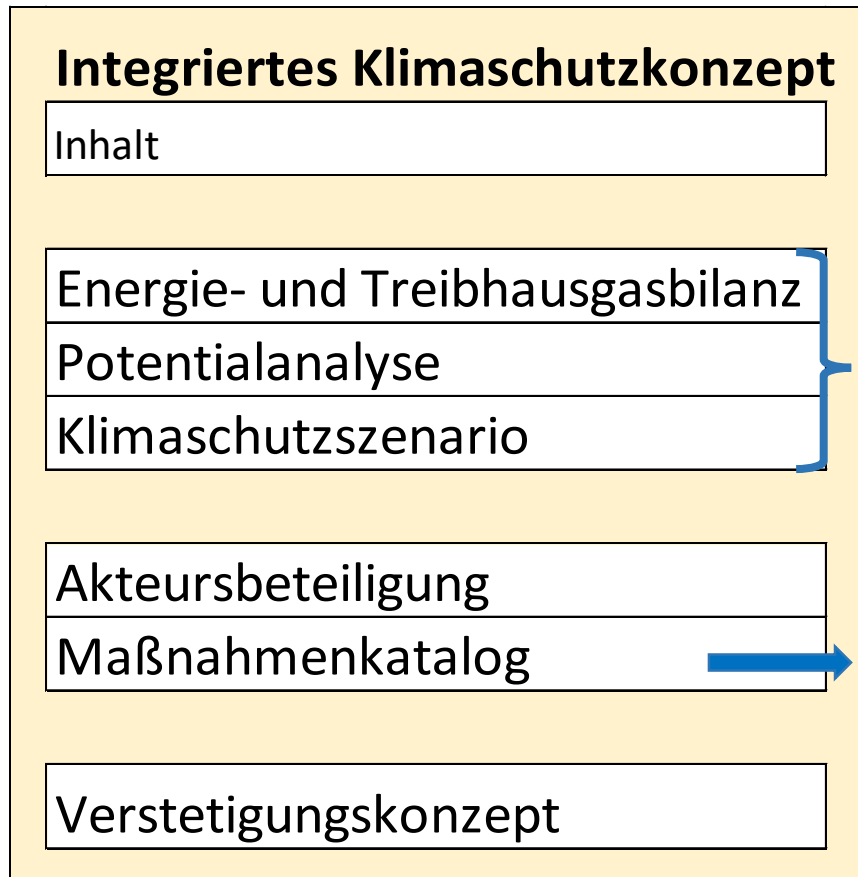 Integriertes Klimaschutzkonzept
Inhalt
Energie- und Treibhausgasbilanz
Potentialanalyse
Klimaschutzszenario
Akteursbeteiligung
Maßnahmenkatalog
Verstetigungskonzept